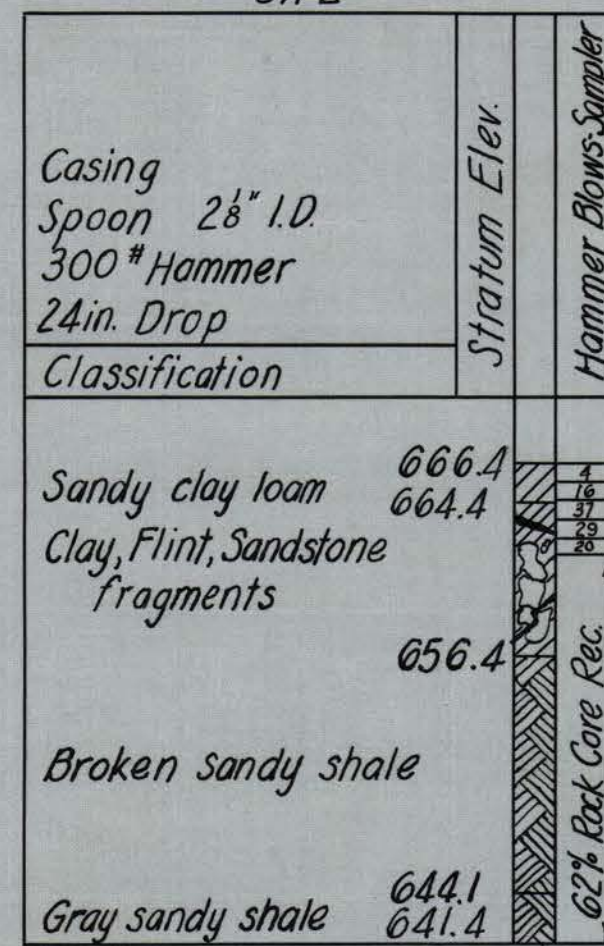 Casing
Spoon 2 1/8" I.D.
300 # Hammer
24in. Drop
Classification
Stratum Elev.
Hammer Blows-Sampler
666.4
Sandy clay loam 664.4
Clay, Flint, Sandstone
fragments
656.4
Broken sandy shale
644.1
Gray sandy shale 641.4
4
16
37
29
20
62% Rock Core Rec.